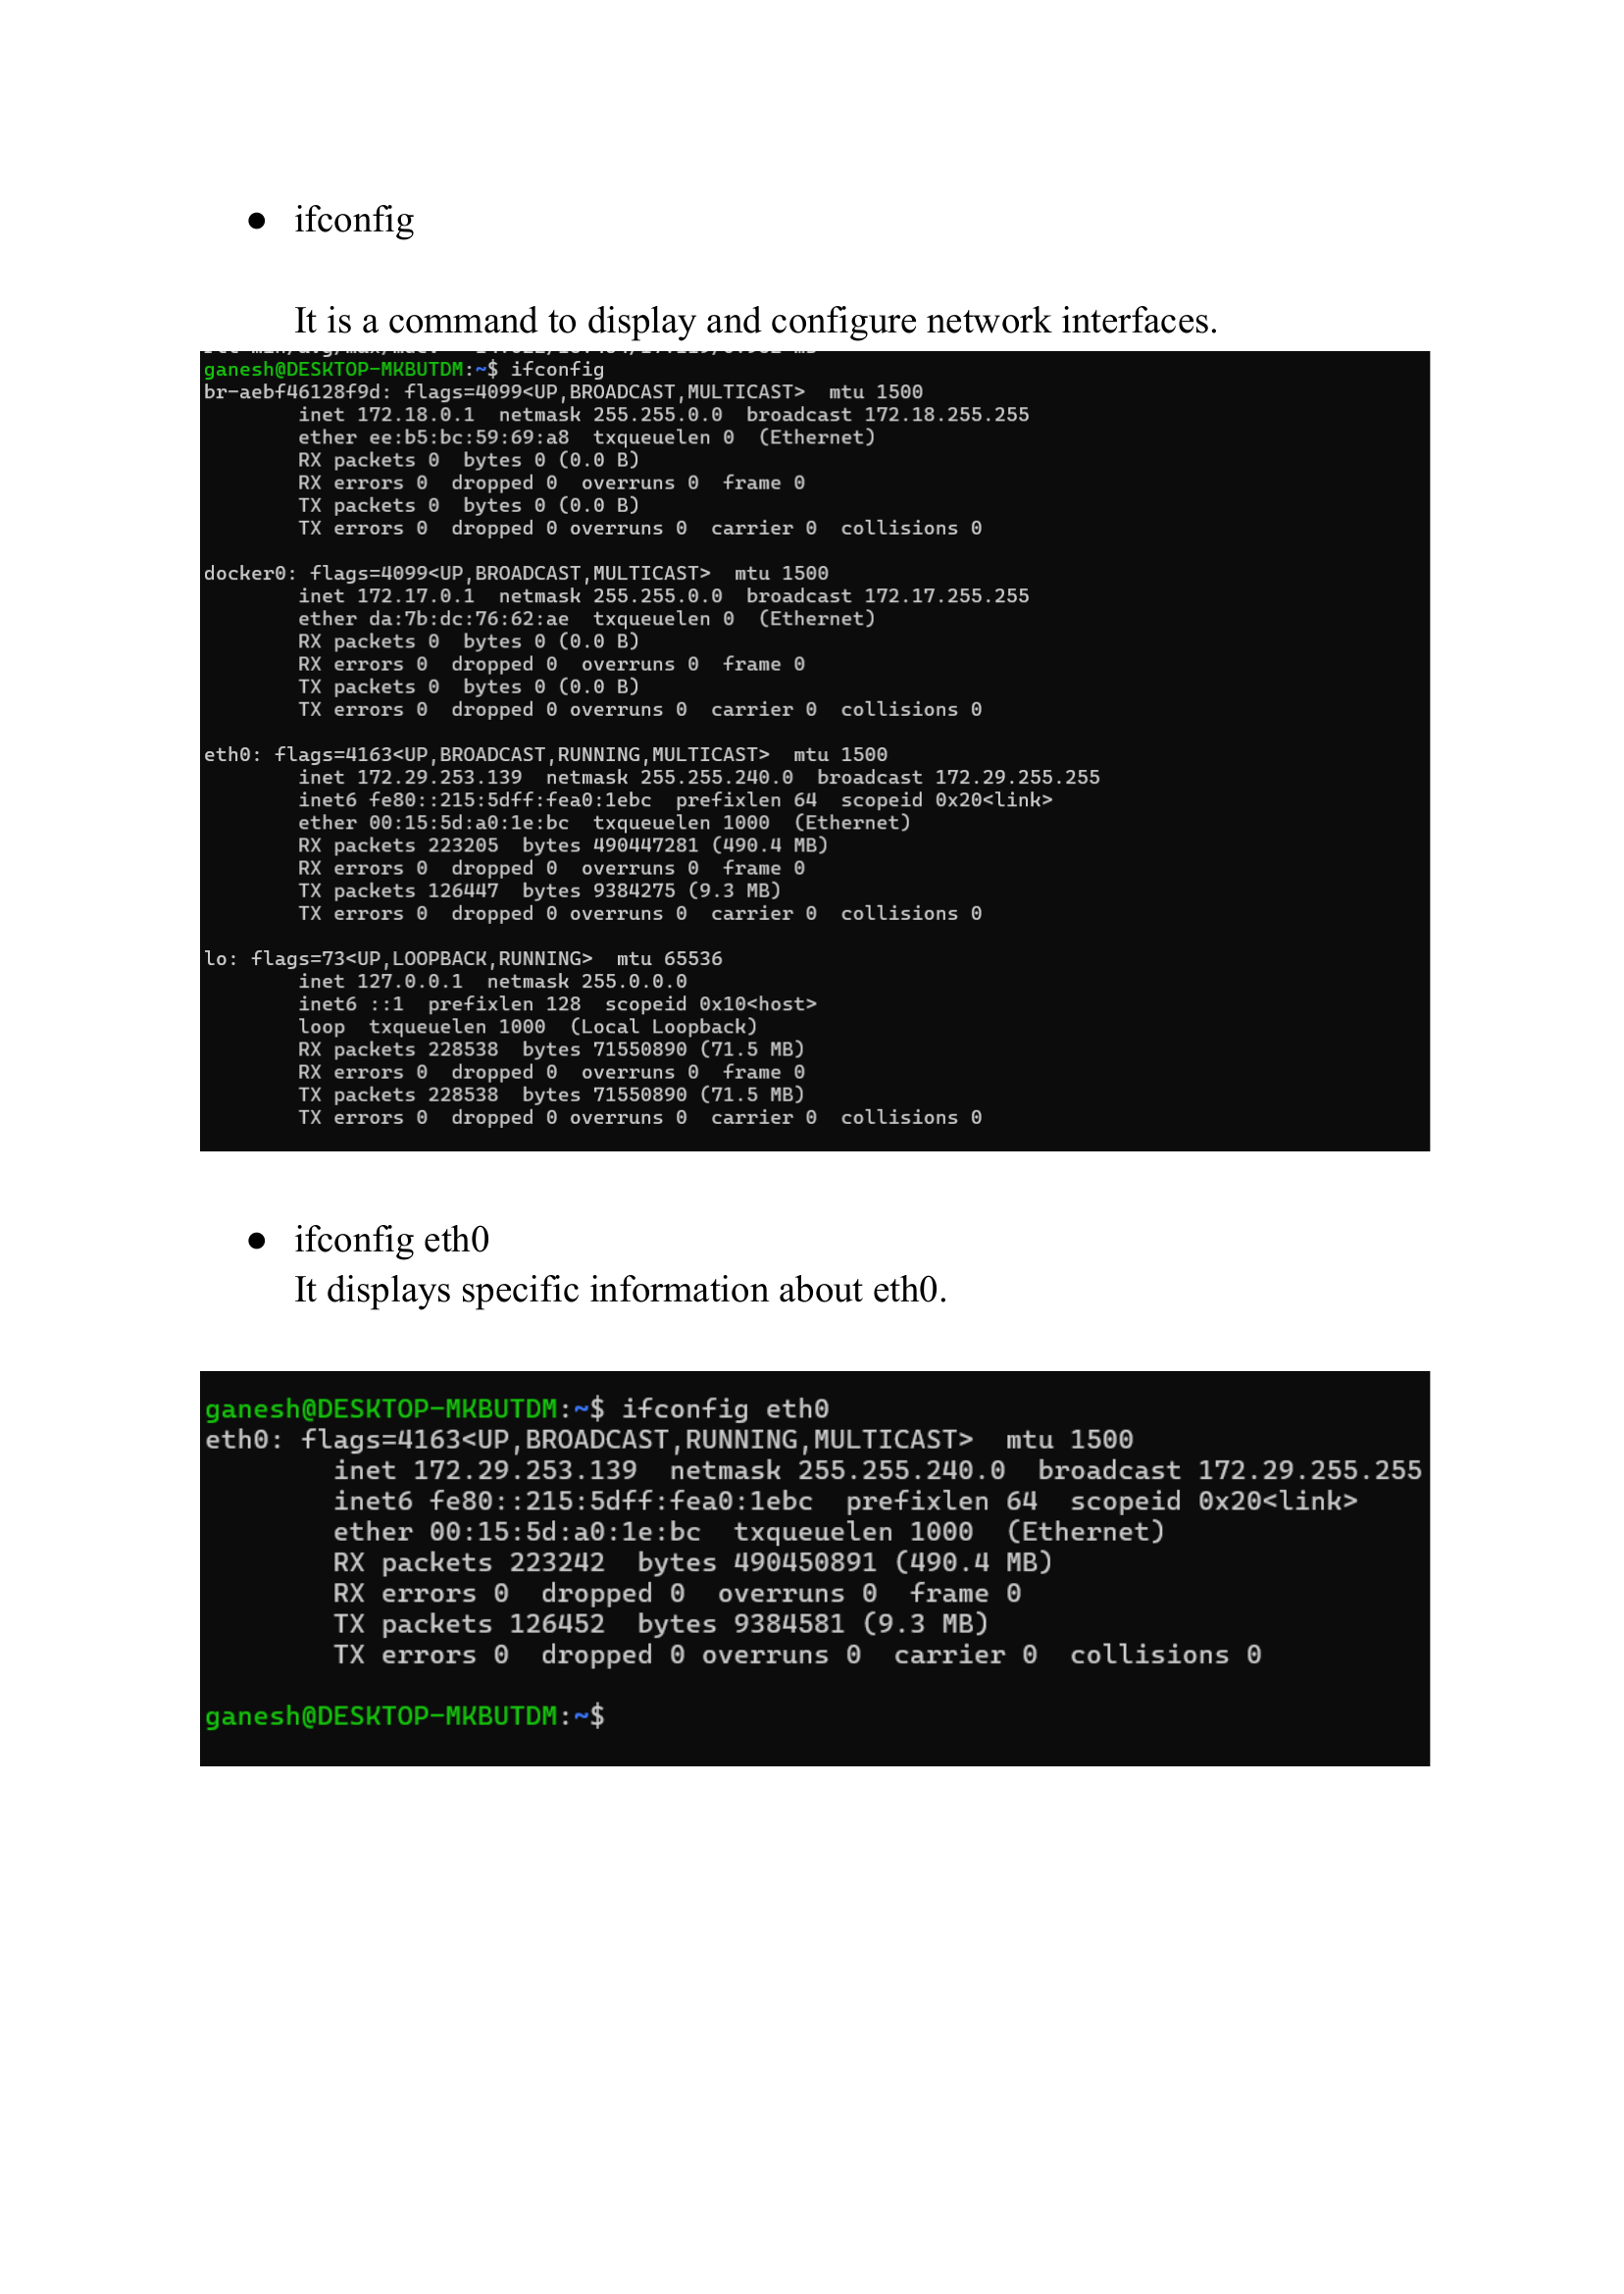 ● ifconfig
It is a command to display and configure network interfaces.
ganesh@DESKTOP-MKBUTDM:~$ ifconfig
br-aebf46128f9d: flags=4099<UP,BROADCAST,MULTICAST>  mtu 1500
        inet 172.18.0.1  netmask 255.255.0.0  broadcast 172.18.255.255
        ether ee:b5:bc:59:69:a8  txqueuelen 0  (Ethernet)
        RX packets 0  bytes 0 (0.0 B)
        RX errors 0  dropped 0  overruns 0  frame 0
        TX packets 0  bytes 0 (0.0 B)
        TX errors 0  dropped 0 overruns 0  carrier 0  collisions 0
docker0: flags=4099<UP,BROADCAST,MULTICAST>  mtu 1500
        inet 172.17.0.1  netmask 255.255.0.0  broadcast 172.17.255.255
        ether da:7b:dc:76:62:ae  txqueuelen 0  (Ethernet)
        RX packets 0  bytes 0 (0.0 B)
        RX errors 0  dropped 0  overruns 0  frame 0
        TX packets 0  bytes 0 (0.0 B)
        TX errors 0  dropped 0 overruns 0  carrier 0  collisions 0
eth0: flags=4163<UP,BROADCAST,RUNNING,MULTICAST>  mtu 1500
        inet 172.29.253.139  netmask 255.255.240.0  broadcast 172.29.255.255
        inet6 fe80::215:5dff:fea0:1ebc  prefixlen 64  scopeid 0x20<link>
        ether 00:15:5d:a0:1e:bc  txqueuelen 1000  (Ethernet)
        RX packets 223205  bytes 490447281 (490.4 MB)
        RX errors 0  dropped 0  overruns 0  frame 0
        TX packets 126447  bytes 9384275 (9.3 MB)
        TX errors 0  dropped 0 overruns 0  carrier 0  collisions 0
lo: flags=73<UP,LOOPBACK,RUNNING>  mtu 65536
        inet 127.0.0.1  netmask 255.0.0.0
        inet6 ::1  prefixlen 128  scopeid 0x10<host>
        loop  txqueuelen 1000  (Local Loopback)
        RX packets 228538  bytes 71550890 (71.5 MB)
        RX errors 0  dropped 0  overruns 0  frame 0
        TX packets 228538  bytes 71550890 (71.5 MB)
        TX errors 0  dropped 0 overruns 0  carrier 0  collisions 0
● ifconfig eth0
It displays specific information about eth0.
ganesh@DESKTOP-MKBUTDM:~$ ifconfig eth0
eth0: flags=4163<UP,BROADCAST,RUNNING,MULTICAST>  mtu 1500
        inet 172.29.253.139  netmask 255.255.240.0  broadcast 172.29.255.255
        inet6 fe80::215:5dff:fea0:1ebc  prefixlen 64  scopeid 0x20<link>
        ether 00:15:5d:a0:1e:bc  txqueuelen 1000  (Ethernet)
        RX packets 223242  bytes 490450891 (490.4 MB)
        RX errors 0  dropped 0  overruns 0  frame 0
        TX packets 126452  bytes 9384581 (9.3 MB)
        TX errors 0  dropped 0 overruns 0  carrier 0  collisions 0
ganesh@DESKTOP-MKBUTDM:~$